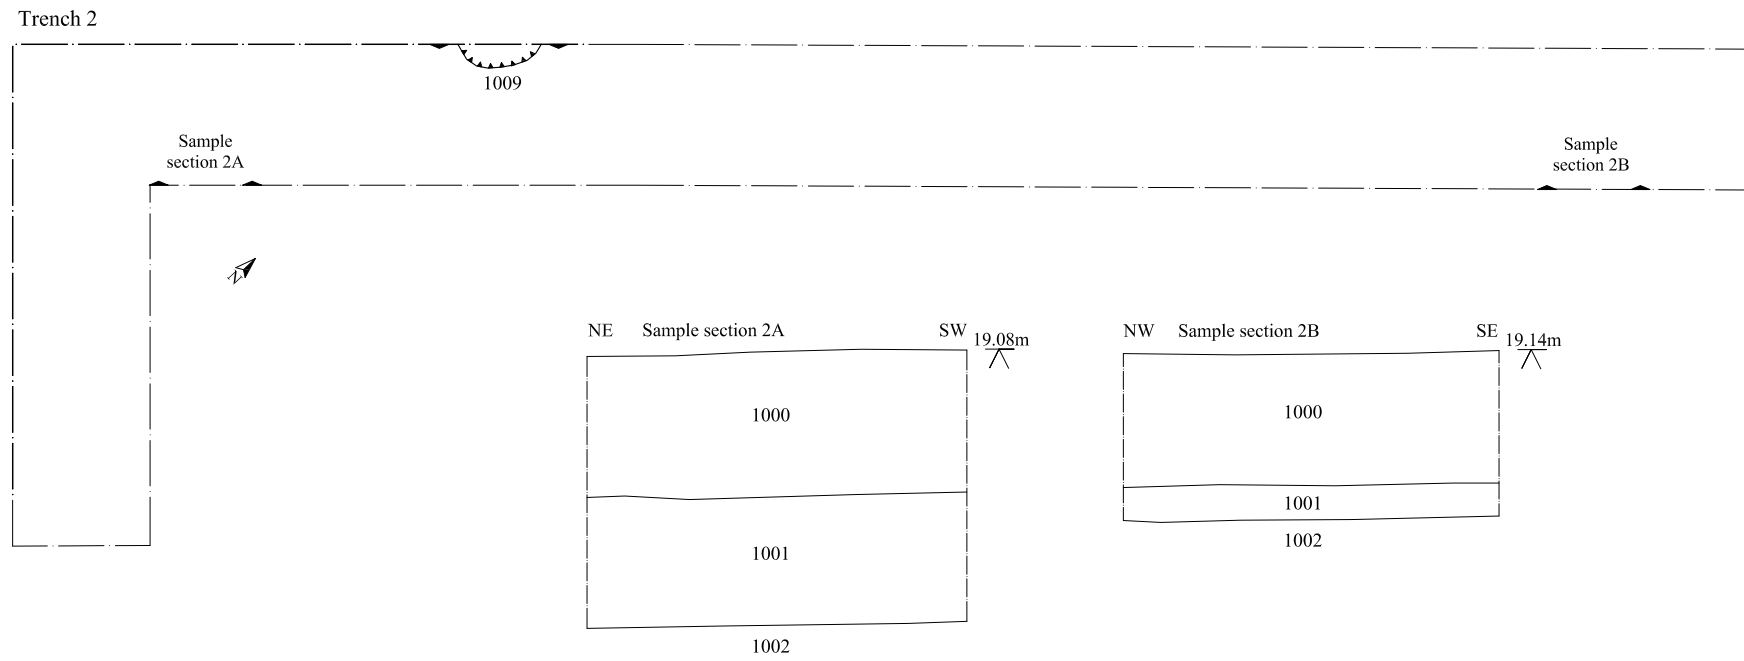 Trench 2
1009
Sample
section 2A
Sample
section 2B
N
NE Sample section 2A SW 19.08m
1000
1001
1002
NW Sample section 2B SE 19.14m
1000
1001
1002